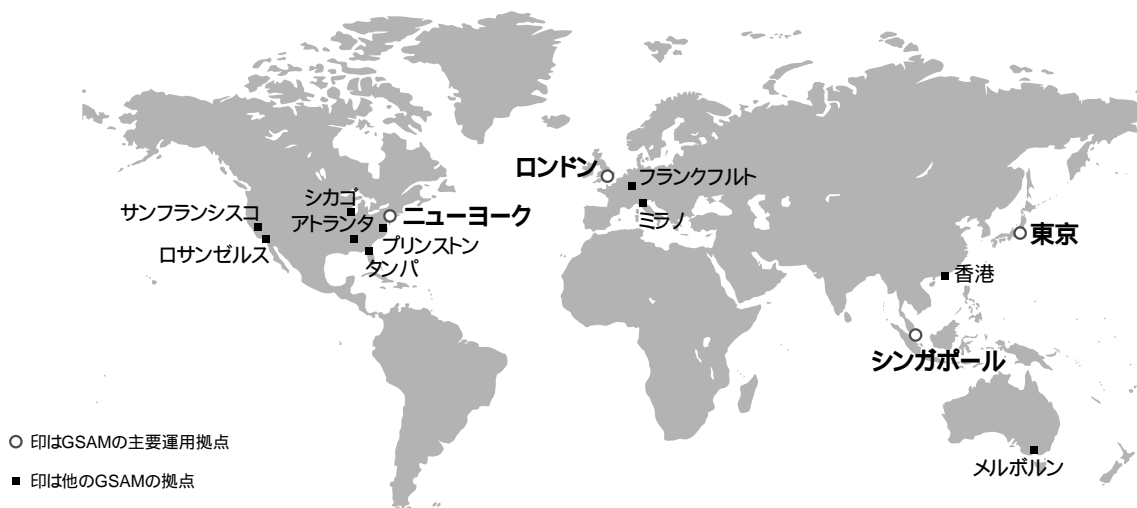 ロンドン
フランクフルト
シカゴ
サンフランシスコ
アトランタ
ニューヨーク
ミラノ
東京
ロサンゼルス
プリンストン
タンパ
香港
シンガポール
○ 印はGSAMの主要運用拠点
メルボルン
■ 印は他のGSAMの拠点